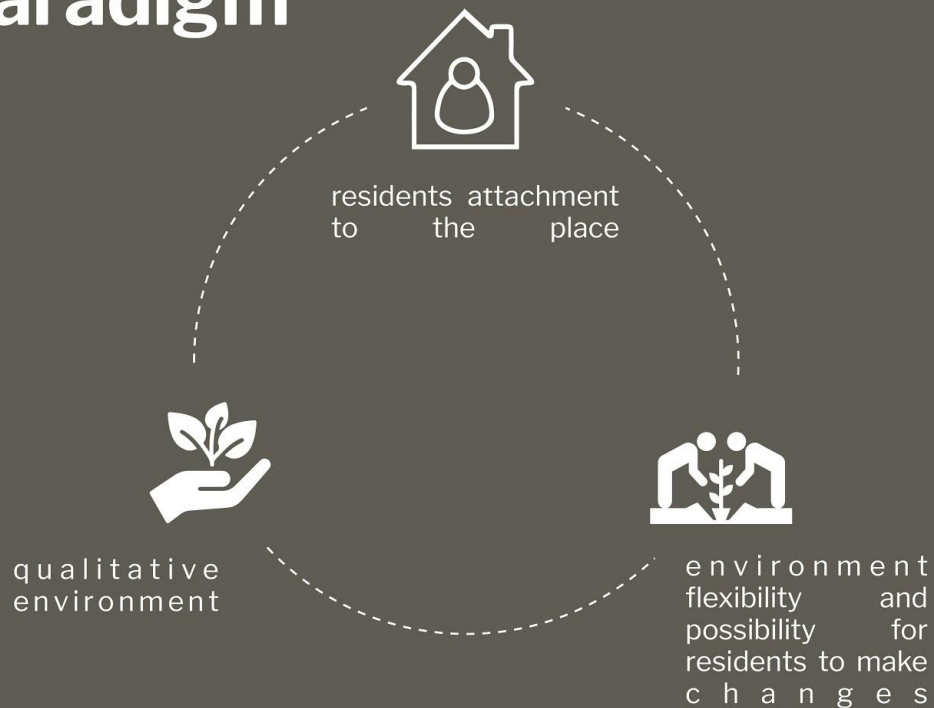 aradigm
residents attachment
to the place
qualitative
environment
environment
flexibility and
possibility for
residents to make
changes